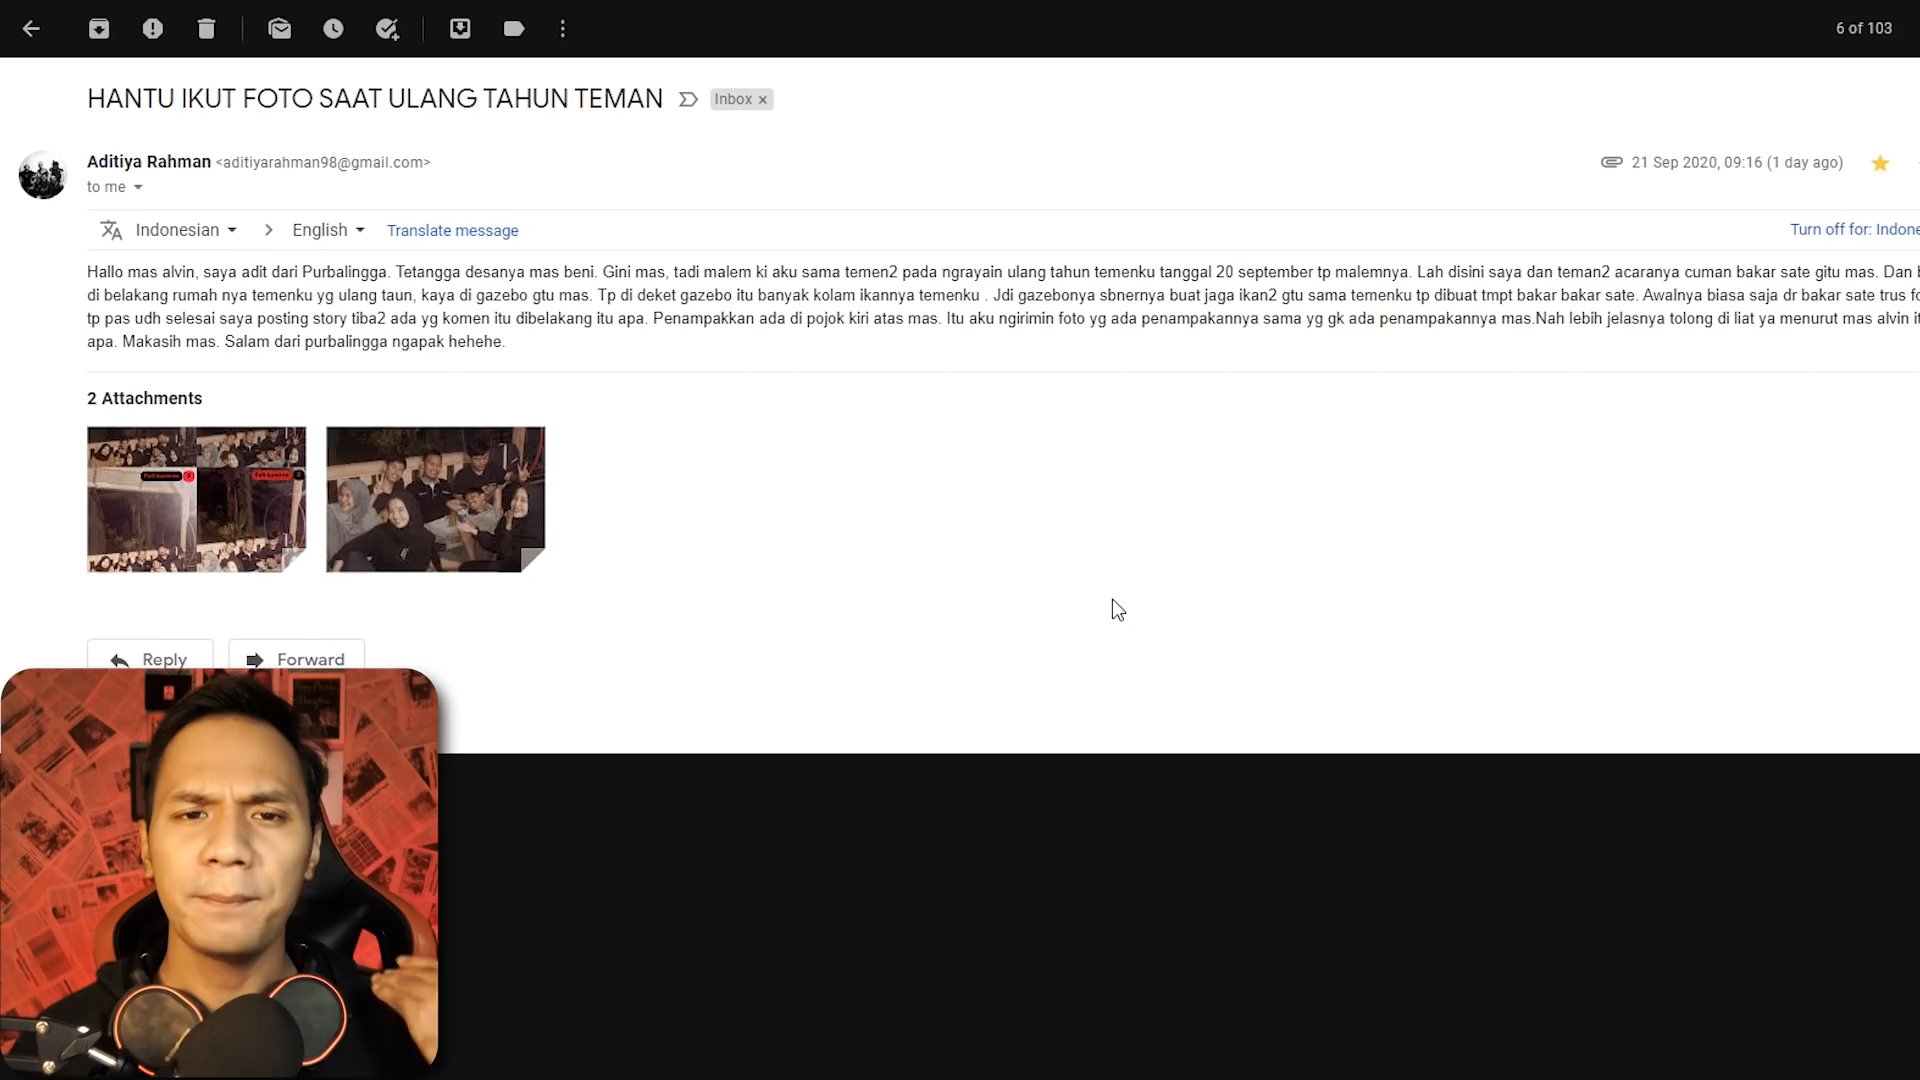 6 of 103
HANTU IKUT FOTO SAAT ULANG TAHUN TEMAN
Inbox x
Aditiya Rahman <aditiyarahman98@gmail.com>
21 Sep 2020, 09:16 (1 day ago)
to me
Indonesian > English Translate message
Turn off for: Indone
Hallo mas alvin, saya adit dari Purbalingga. Tetangga desanya mas beni. Gini mas, tadi malem ki aku sama temen2 pada ngrayain ulang tahun temenku tanggal 20 september tp malemnya. Lah disini saya dan teman2 acaranya cuman bakar sate gitu mas. Dan b
di belakang rumah nya temenku yg ulang taun, kaya di gazebo gtu mas. Tp di deket gazebo itu banyak kolam ikannya temenku . Jdi gazebonya sbnernya buat jaga ikan2 gtu sama temenku tp dibuat tmpt bakar bakar sate. Awalnya biasa saja dr bakar sate trus fo
tp pas udh selesai saya posting story tiba2 ada yg komen itu dibelakang itu apa. Penampakkan ada di pojok kiri atas mas. Itu aku ngirimin foto yg ada penampakannya sama yg gk ada penampakannya mas.Nah lebih jelasnya tolong di liat ya menurut mas alvin it
apa. Makasih mas. Salam dari purbalingga ngapak hehehe.
2 Attachments
Reply
Forward